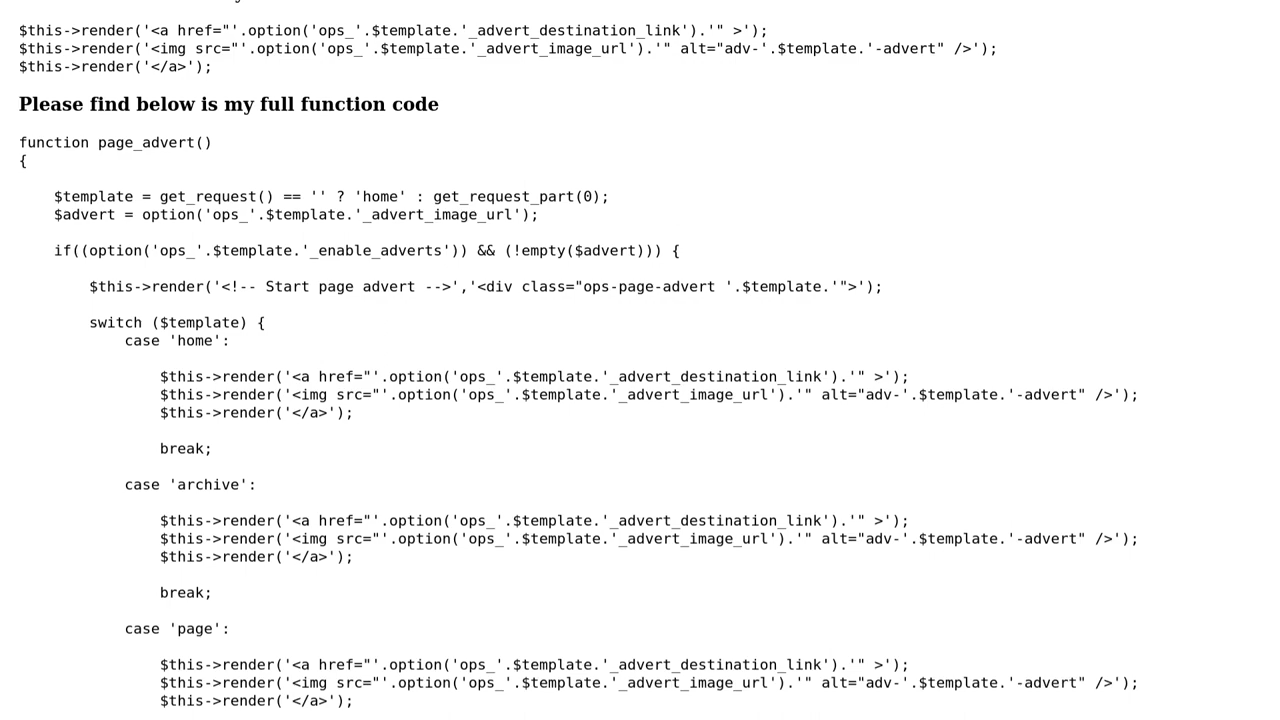 $this->render('<a href="'.option('ops_'.$template.'_advert_destination_link').'" >');
$this->render('<img src="'.option('ops_'.$template.'_advert_image_url').'" alt="adv-'.$template.'-advert" />');
$this->render('</a>');
Please find below is my full function code
function page_advert()
{
$template = get_request() == '' ? 'home' : get_request_part(0);
$advert = option('ops_'.$template.'_advert_image_url');
if((option('ops_'.$template.'_enable_adverts')) && (!empty($advert))) {
$this->render('<!-- Start page advert -->','<div class="ops-page-advert '.$template.'">');
switch ($template) {
case 'home':
$this->render('<a href="'.option('ops_'.$template.'_advert_destination_link').'" >');
$this->render('<img src="'.option('ops_'.$template.'_advert_image_url').'" alt="adv-'.$template.'-advert" />');
$this->render('</a>');
break;
case 'archive':
$this->render('<a href="'.option('ops_'.$template.'_advert_destination_link').'" >');
$this->render('<img src="'.option('ops_'.$template.'_advert_image_url').'" alt="adv-'.$template.'-advert" />');
$this->render('</a>');
break;
case 'page':
$this->render('<a href="'.option('ops_'.$template.'_advert_destination_link').'" >');
$this->render('<img src="'.option('ops_'.$template.'_advert_image_url').'" alt="adv-'.$template.'-advert" />');
$this->render('</a>');